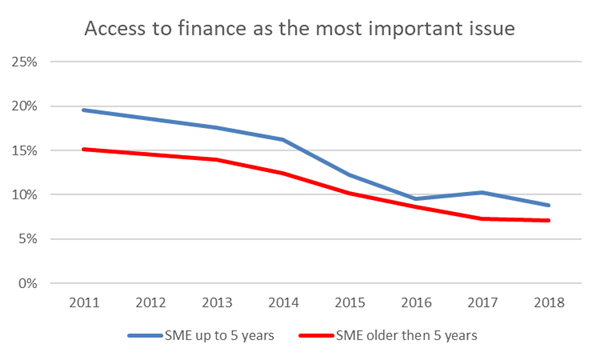 Access to finance as the most important issue
25%
20%
15%
10%
5%
0%
2011 2012 2013 2014 2015 2016 2017 2018
SME up to 5 years SME older then 5 years